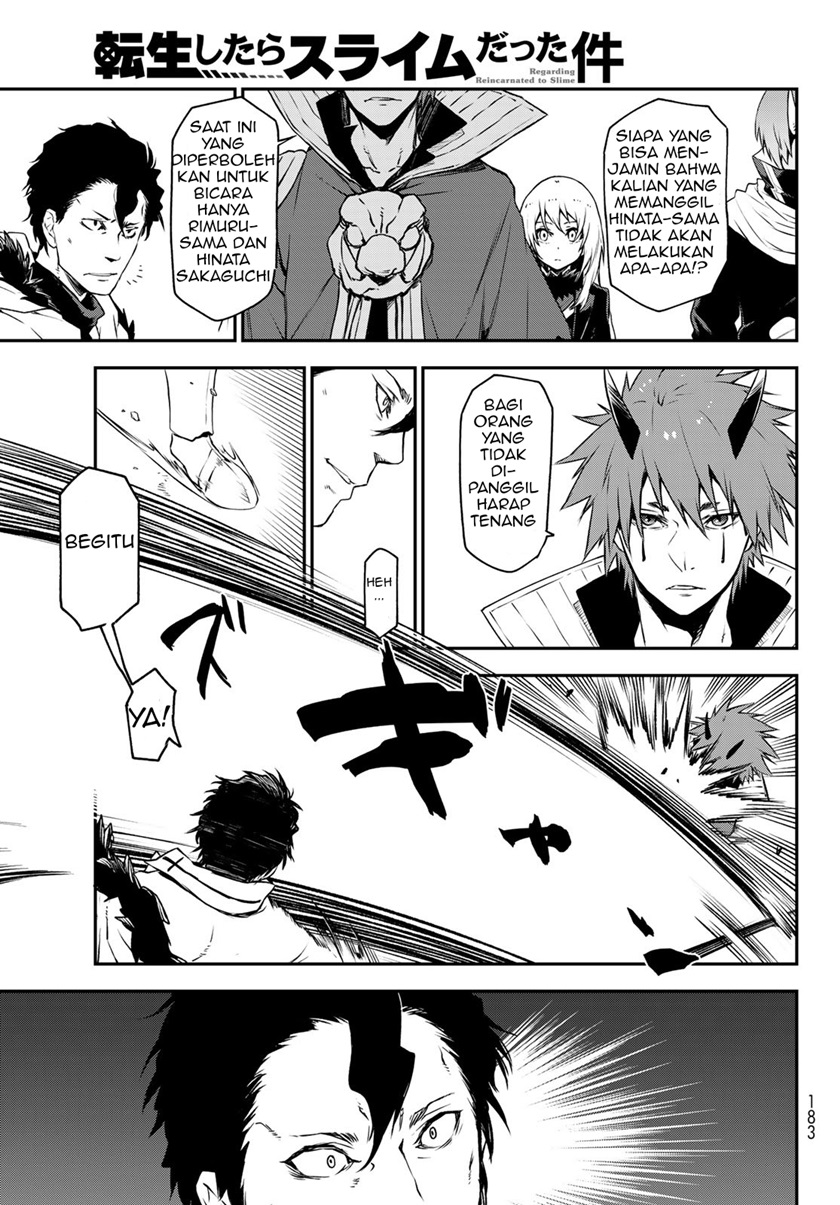 転生したらスライムだった件
Regarding
Reincarnated to Slime
SIAPA YANG
BISA MEN-
JAMIN BAHWA
KALIAN YANG
MEMANGGIL
HINATA-SAMA
TIDAK AKAN
MELAKUKAN
APA-APA!?
SAAT INI
YANG
DIPERBOLEH
KAN UNTUK
BICARA
HANYA
RIMURU-
SAMA DAN
HINATA
SAKAGUCHI
BAGI
ORANG
YANG
TIDAK
DI-
PANGGIL
HARAP
TENANG
HEH
...
BEGITU
YA!
ズギャ
183